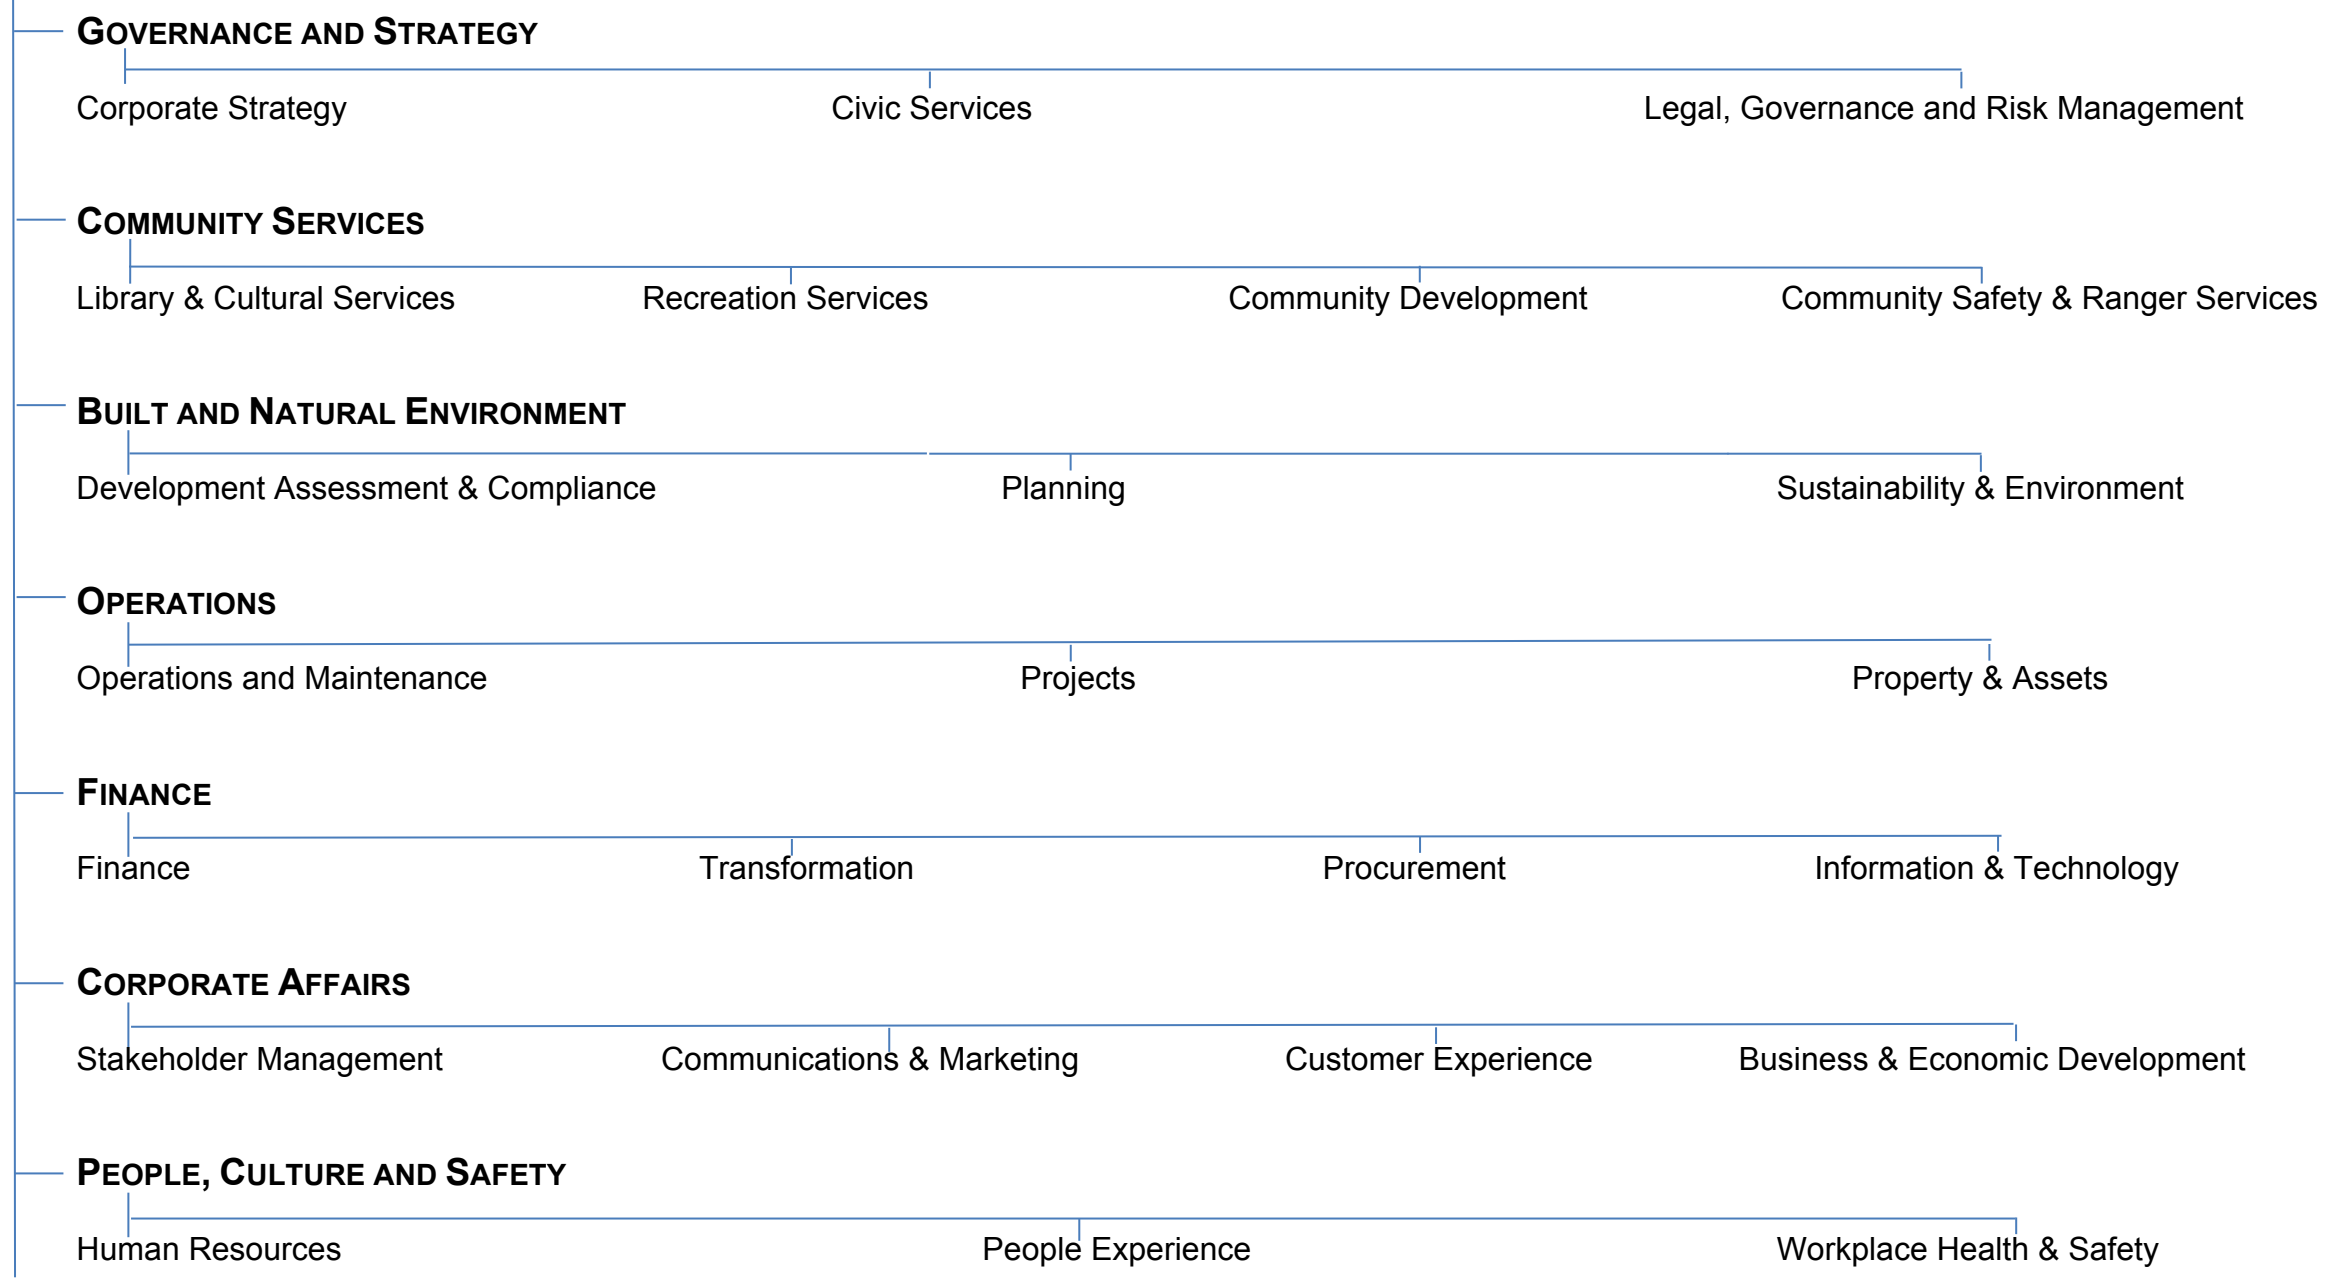 GOVERNANCE AND STRATEGY
Corporate Strategy Civic Services Legal, Governance and Risk Management
COMMUNITY SERVICES
Library & Cultural Services Recreation Services Community Development Community Safety & Ranger Services
BUILT AND NATURAL ENVIRONMENT
Development Assessment & Compliance Planning Sustainability & Environment
OPERATIONS
Operations and Maintenance Projects Property & Assets
FINANCE
Finance Transformation Procurement Information & Technology
CORPORATE AFFAIRS
Stakeholder Management Communications & Marketing Customer Experience Business & Economic Development
PEOPLE, CULTURE AND SAFETY
Human Resources People Experience Workplace Health & Safety